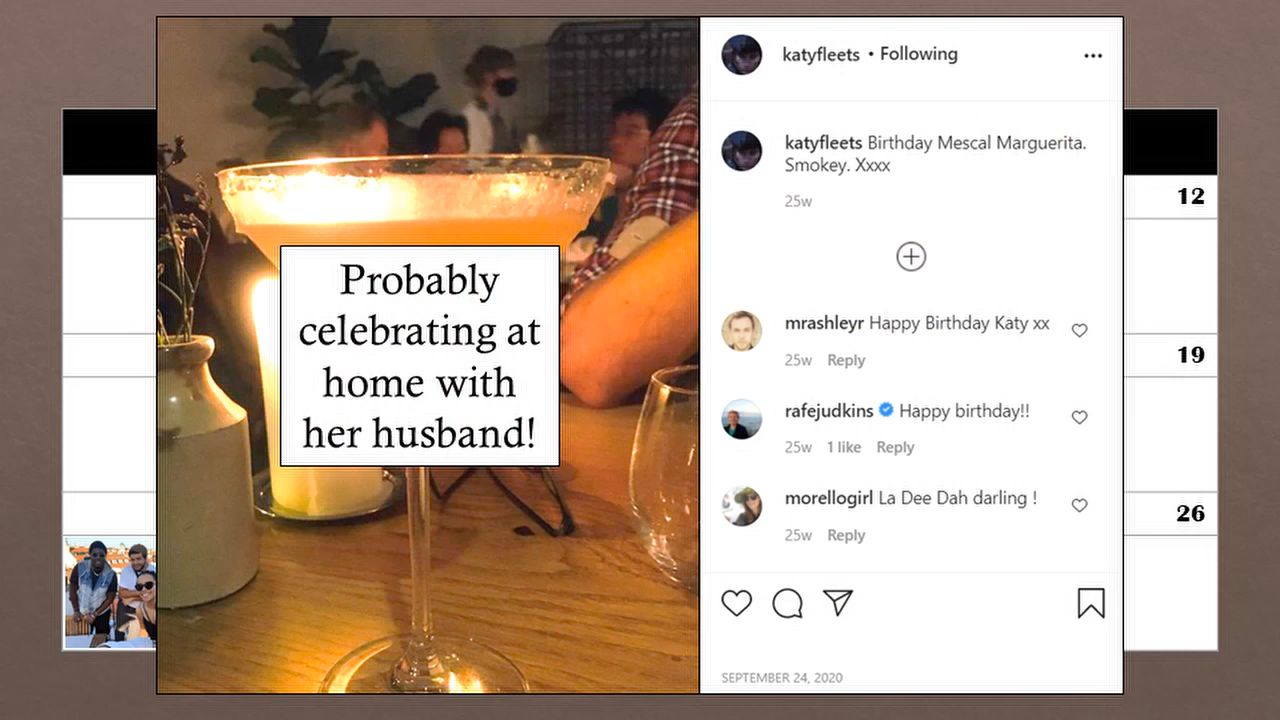 katyfleets • Following
katyfleets Birthday Mescal Marguerita.
Smokey. Xxxx
25w
Probably
celebrating at
home with
her husband!
mrashleyr Happy Birthday Katy xx
25w Reply
rafejudkins Happy birthday!!
25w 1 like Reply
morellogirl La Dee Dah darling !
25w Reply
SEPTEMBER 24, 2020
12
19
26